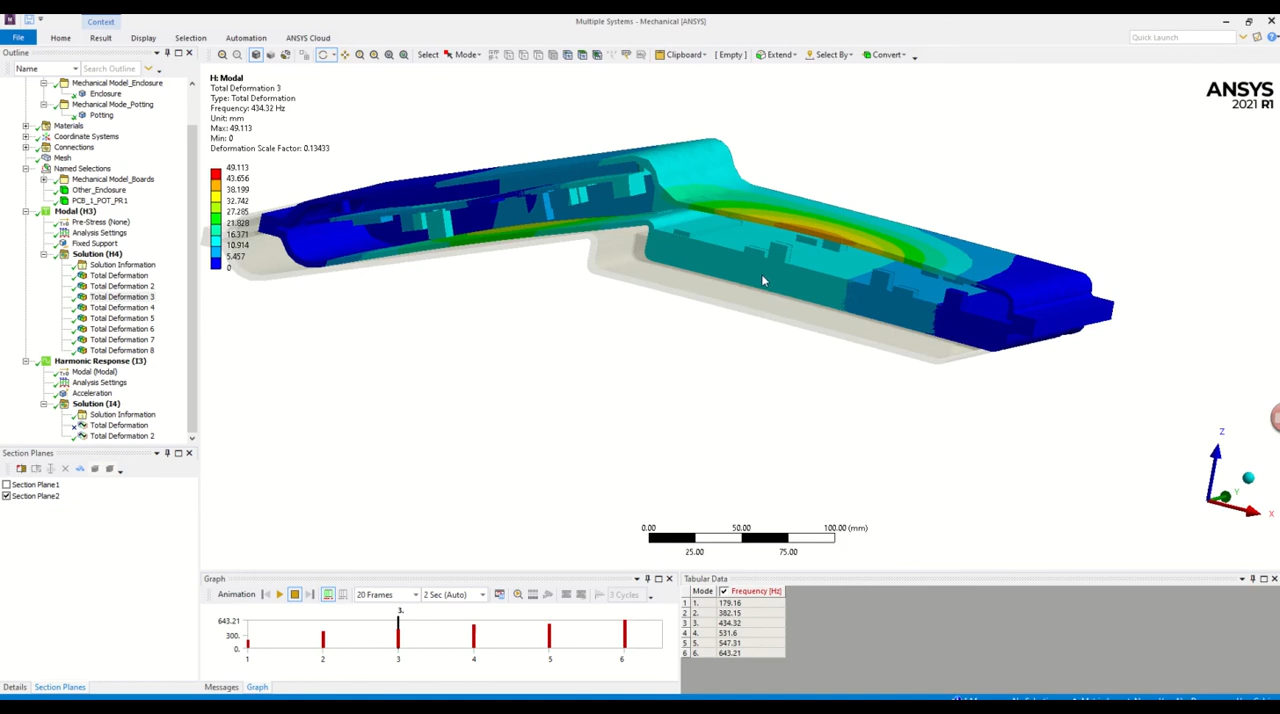 Context
Multiple Systems - Mechanical [ANSYS]
File Home Result Display Selection Automation ANSYS Cloud
Quick Launch
Outline
Name Search Outline
Select Mode Clipboard [ Empty ] Extend Select By Convert
Mechanical Model_Enclosure
Enclosure
Mechanical Mode_Potting
Potting
Materials
Coordinate Systems
Connections
Mesh
Named Selections
Mechanical Model_Boards
Other_Enclosure
PCB_1_POT_PR1
Modal (H3)
Pre-Stress (None)
Analysis Settings
Fixed Support
Solution (H4)
Solution Information
Total Deformation
Total Deformation 2
Total Deformation 3
Total Deformation 4
Total Deformation 5
Total Deformation 6
Total Deformation 7
Total Deformation 8
Harmonic Response (I3)
Modal (Modal)
Analysis Settings
Acceleration
Solution (I4)
Solution Information
Total Deformation
Total Deformation 2
Section Planes
Section Plane1
Section Plane2
Details Section Planes
H: Modal
Total Deformation 3
Type: Total Deformation
Frequency: 434.32 Hz
Unit: mm
Max: 49.113
Min: 0
Deformation Scale Factor: 0.13433
49.113
43.656
38.199
32.742
27.285
21.828
16.371
10.914
5.457
0
ANSYS
2021 R1
Z
Y
X
0.00 50.00 100.00 (mm)
25.00 75.00
Graph
Animation 20 Frames 2 Sec (Auto) 3 Cycles
3.
643.21
300.
0.
1 2 3 4 5 6
Messages Graph
Tabular Data
Mode Frequency [Hz]
1 1. 179.16
2 2. 382.15
3 3. 434.32
4 4. 531.6
5 5. 547.31
6 6. 643.21